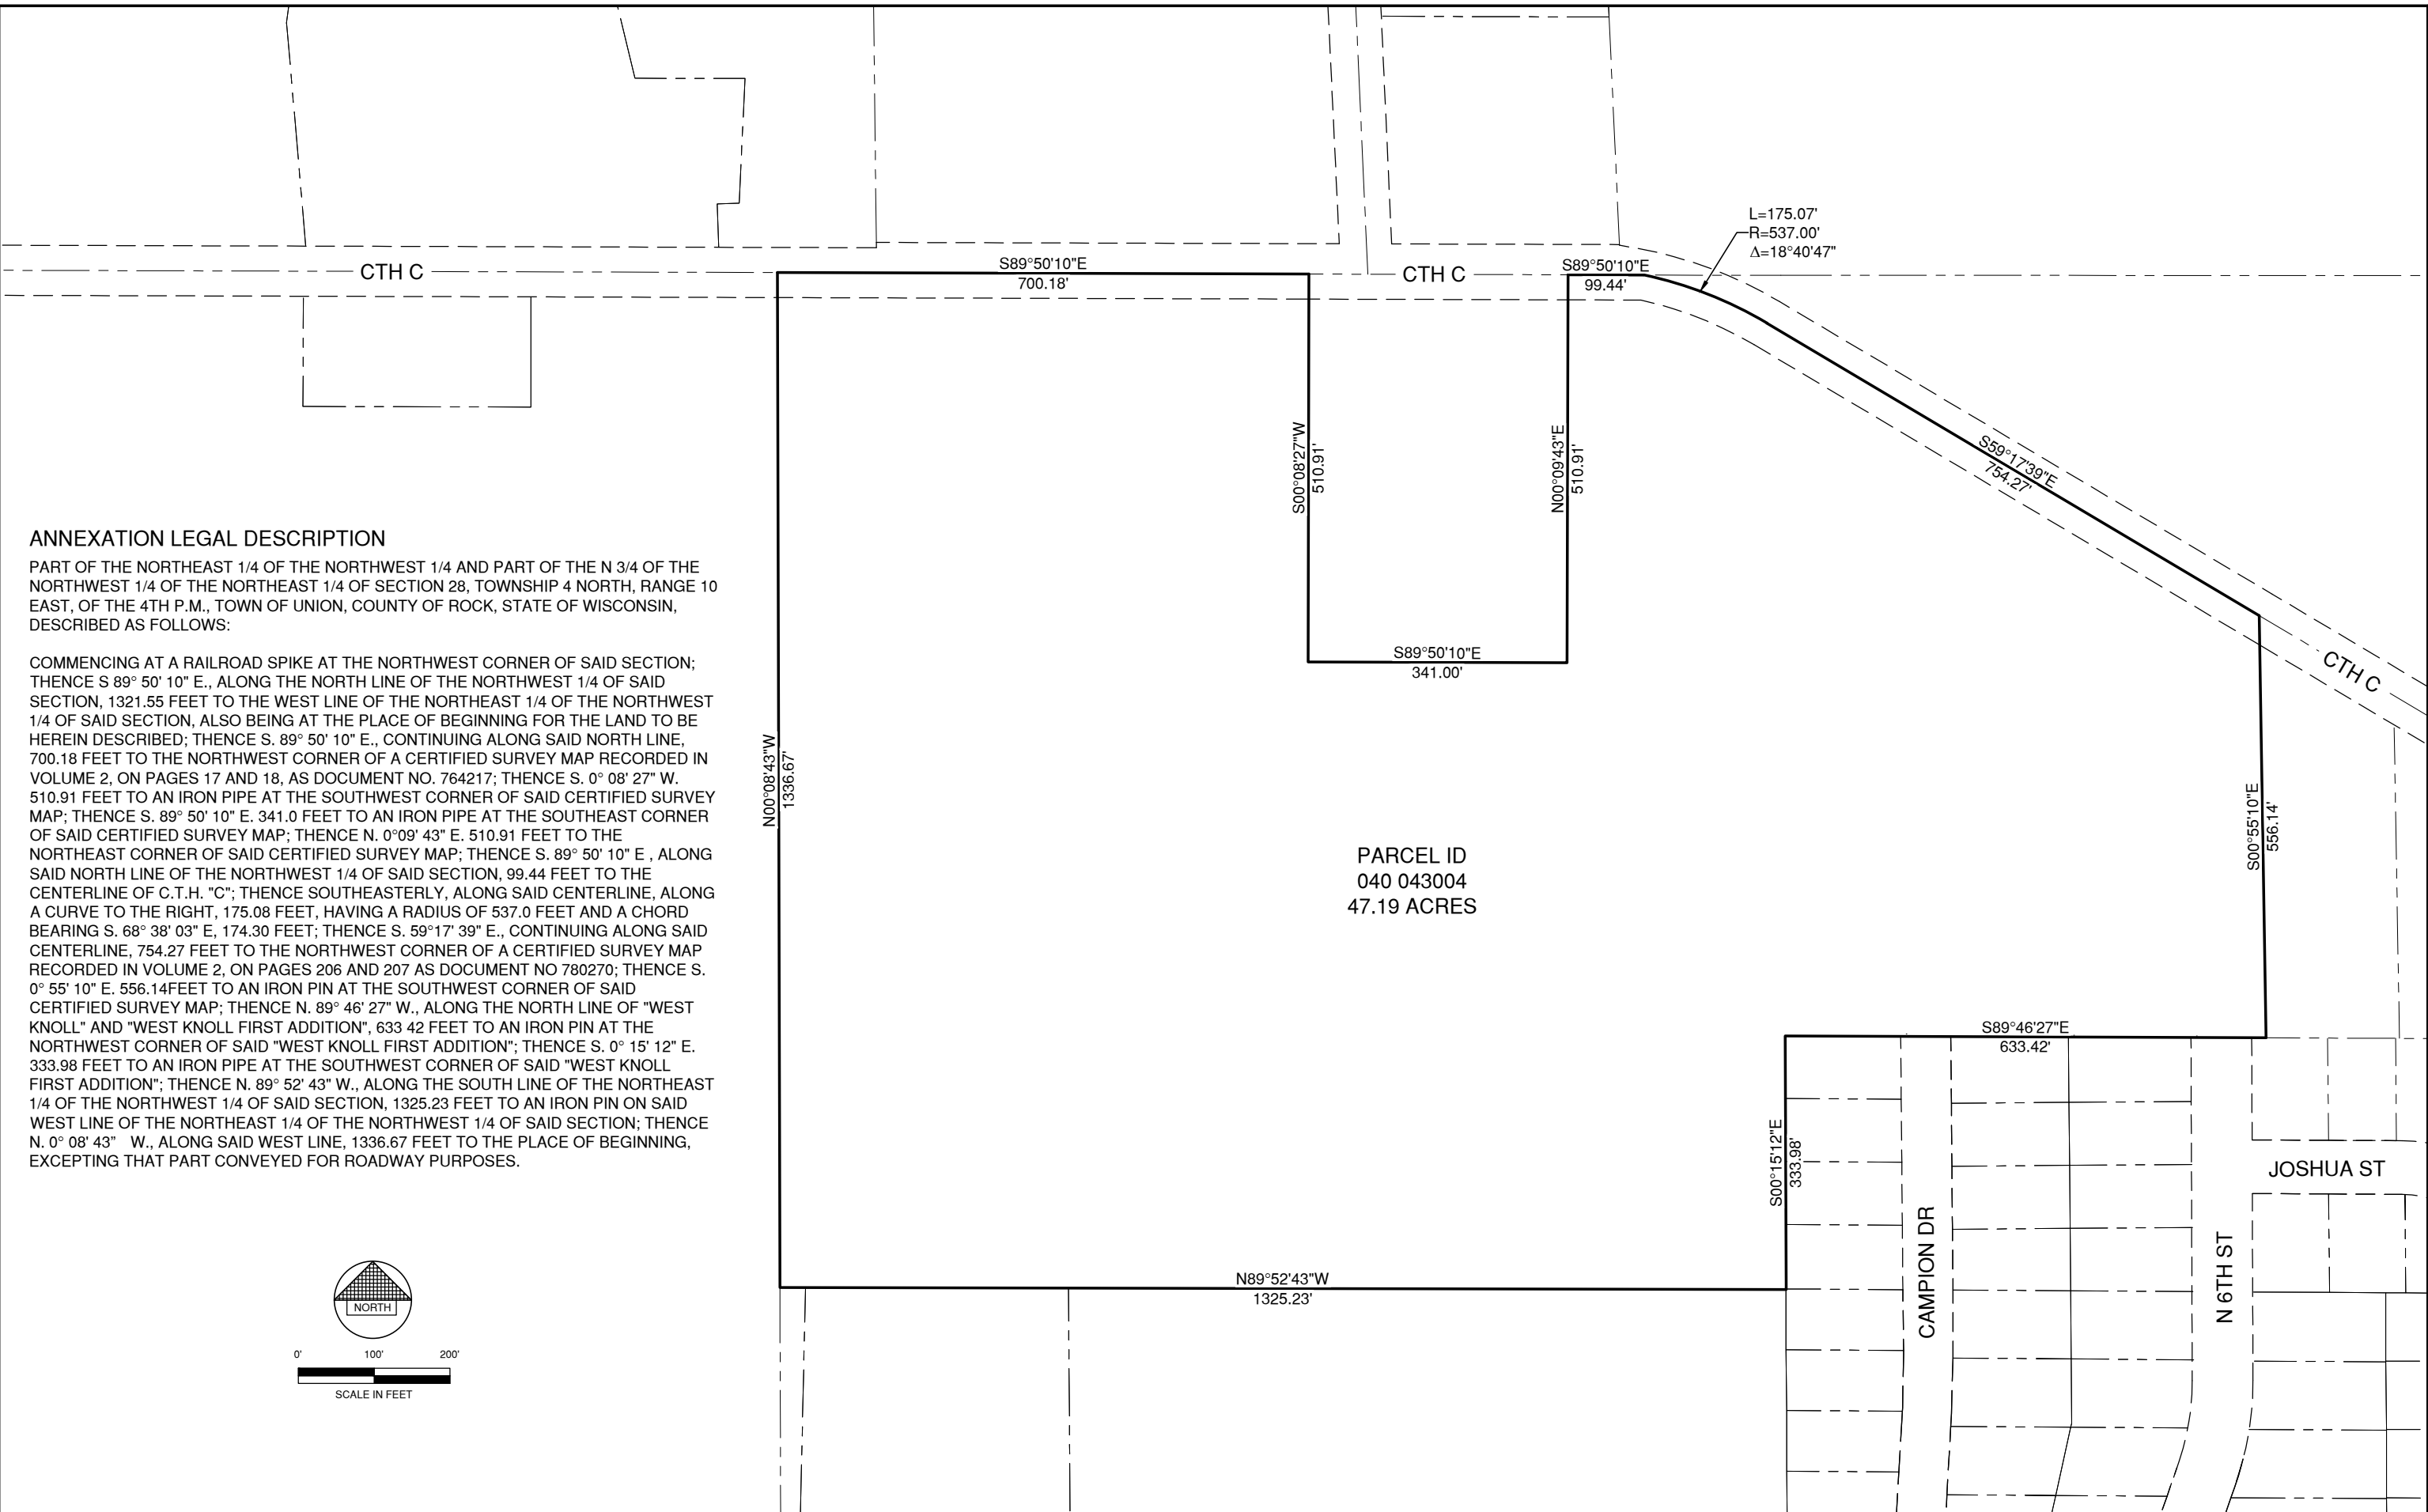 L=175.07'
R=537.00'
Δ=18°40'47"
CTH C
S89°50'10"E
700.18'
CTH C
S89°50'10"E
99.44'
S00°08'27"W
510.91'
N00°09'43"E
510.91'
S59°17'39"E
754.27'
ANNEXATION LEGAL DESCRIPTION
PART OF THE NORTHEAST 1/4 OF THE NORTHWEST 1/4 AND PART OF THE N 3/4 OF THE
NORTHWEST 1/4 OF THE NORTHEAST 1/4 OF SECTION 28, TOWNSHIP 4 NORTH, RANGE 10
EAST, OF THE 4TH P.M., TOWN OF UNION, COUNTY OF ROCK, STATE OF WISCONSIN,
DESCRIBED AS FOLLOWS:
COMMENCING AT A RAILROAD SPIKE AT THE NORTHWEST CORNER OF SAID SECTION;
THENCE S 89° 50' 10" E., ALONG THE NORTH LINE OF THE NORTHWEST 1/4 OF SAID
SECTION, 1321.55 FEET TO THE WEST LINE OF THE NORTHEAST 1/4 OF THE NORTHWEST
1/4 OF SAID SECTION, ALSO BEING AT THE PLACE OF BEGINNING FOR THE LAND TO BE
HEREIN DESCRIBED; THENCE S. 89° 50' 10" E., CONTINUING ALONG SAID NORTH LINE,
700.18 FEET TO THE NORTHWEST CORNER OF A CERTIFIED SURVEY MAP RECORDED IN
VOLUME 2, ON PAGES 17 AND 18, AS DOCUMENT NO. 764217; THENCE S. 0° 08' 27" W.
510.91 FEET TO AN IRON PIPE AT THE SOUTHWEST CORNER OF SAID CERTIFIED SURVEY
MAP; THENCE S. 89° 50' 10" E. 341.0 FEET TO AN IRON PIPE AT THE SOUTHEAST CORNER
OF SAID CERTIFIED SURVEY MAP; THENCE N. 0°09' 43" E. 510.91 FEET TO THE
NORTHEAST CORNER OF SAID CERTIFIED SURVEY MAP; THENCE S. 89° 50' 10" E , ALONG
SAID NORTH LINE OF THE NORTHWEST 1/4 OF SAID SECTION, 99.44 FEET TO THE
CENTERLINE OF C.T.H. "C"; THENCE SOUTHEASTERLY, ALONG SAID CENTERLINE, ALONG
A CURVE TO THE RIGHT, 175.08 FEET, HAVING A RADIUS OF 537.0 FEET AND A CHORD
BEARING S. 68° 38' 03" E, 174.30 FEET; THENCE S. 59°17' 39" E., CONTINUING ALONG SAID
CENTERLINE, 754.27 FEET TO THE NORTHWEST CORNER OF A CERTIFIED SURVEY MAP
RECORDED IN VOLUME 2, ON PAGES 206 AND 207 AS DOCUMENT NO 780270; THENCE S.
0° 55' 10" E. 556.14FEET TO AN IRON PIN AT THE SOUTHWEST CORNER OF SAID
CERTIFIED SURVEY MAP; THENCE N. 89° 46' 27" W., ALONG THE NORTH LINE OF "WEST
KNOLL" AND "WEST KNOLL FIRST ADDITION", 633 42 FEET TO AN IRON PIN AT THE
NORTHWEST CORNER OF SAID "WEST KNOLL FIRST ADDITION"; THENCE S. 0° 15' 12" E.
333.98 FEET TO AN IRON PIPE AT THE SOUTHWEST CORNER OF SAID "WEST KNOLL
FIRST ADDITION"; THENCE N. 89° 52' 43" W., ALONG THE SOUTH LINE OF THE NORTHEAST
1/4 OF THE NORTHWEST 1/4 OF SAID SECTION, 1325.23 FEET TO AN IRON PIN ON SAID
WEST LINE OF THE NORTHEAST 1/4 OF THE NORTHWEST 1/4 OF SAID SECTION; THENCE
N. 0° 08' 43" W., ALONG SAID WEST LINE, 1336.67 FEET TO THE PLACE OF BEGINNING,
EXCEPTING THAT PART CONVEYED FOR ROADWAY PURPOSES.
S89°50'10"E
341.00'
CTH C
N00°08'43"W
1336.67'
S00°55'10"E
556.14'
PARCEL ID
040 043004
47.19 ACRES
S89°46'27"E
633.42'
S00°15'12"E
333.98'
JOSHUA ST
CAMPION DR
N 6TH ST
N89°52'43"W
1325.23'
NORTH
0' 100' 200'
SCALE IN FEET